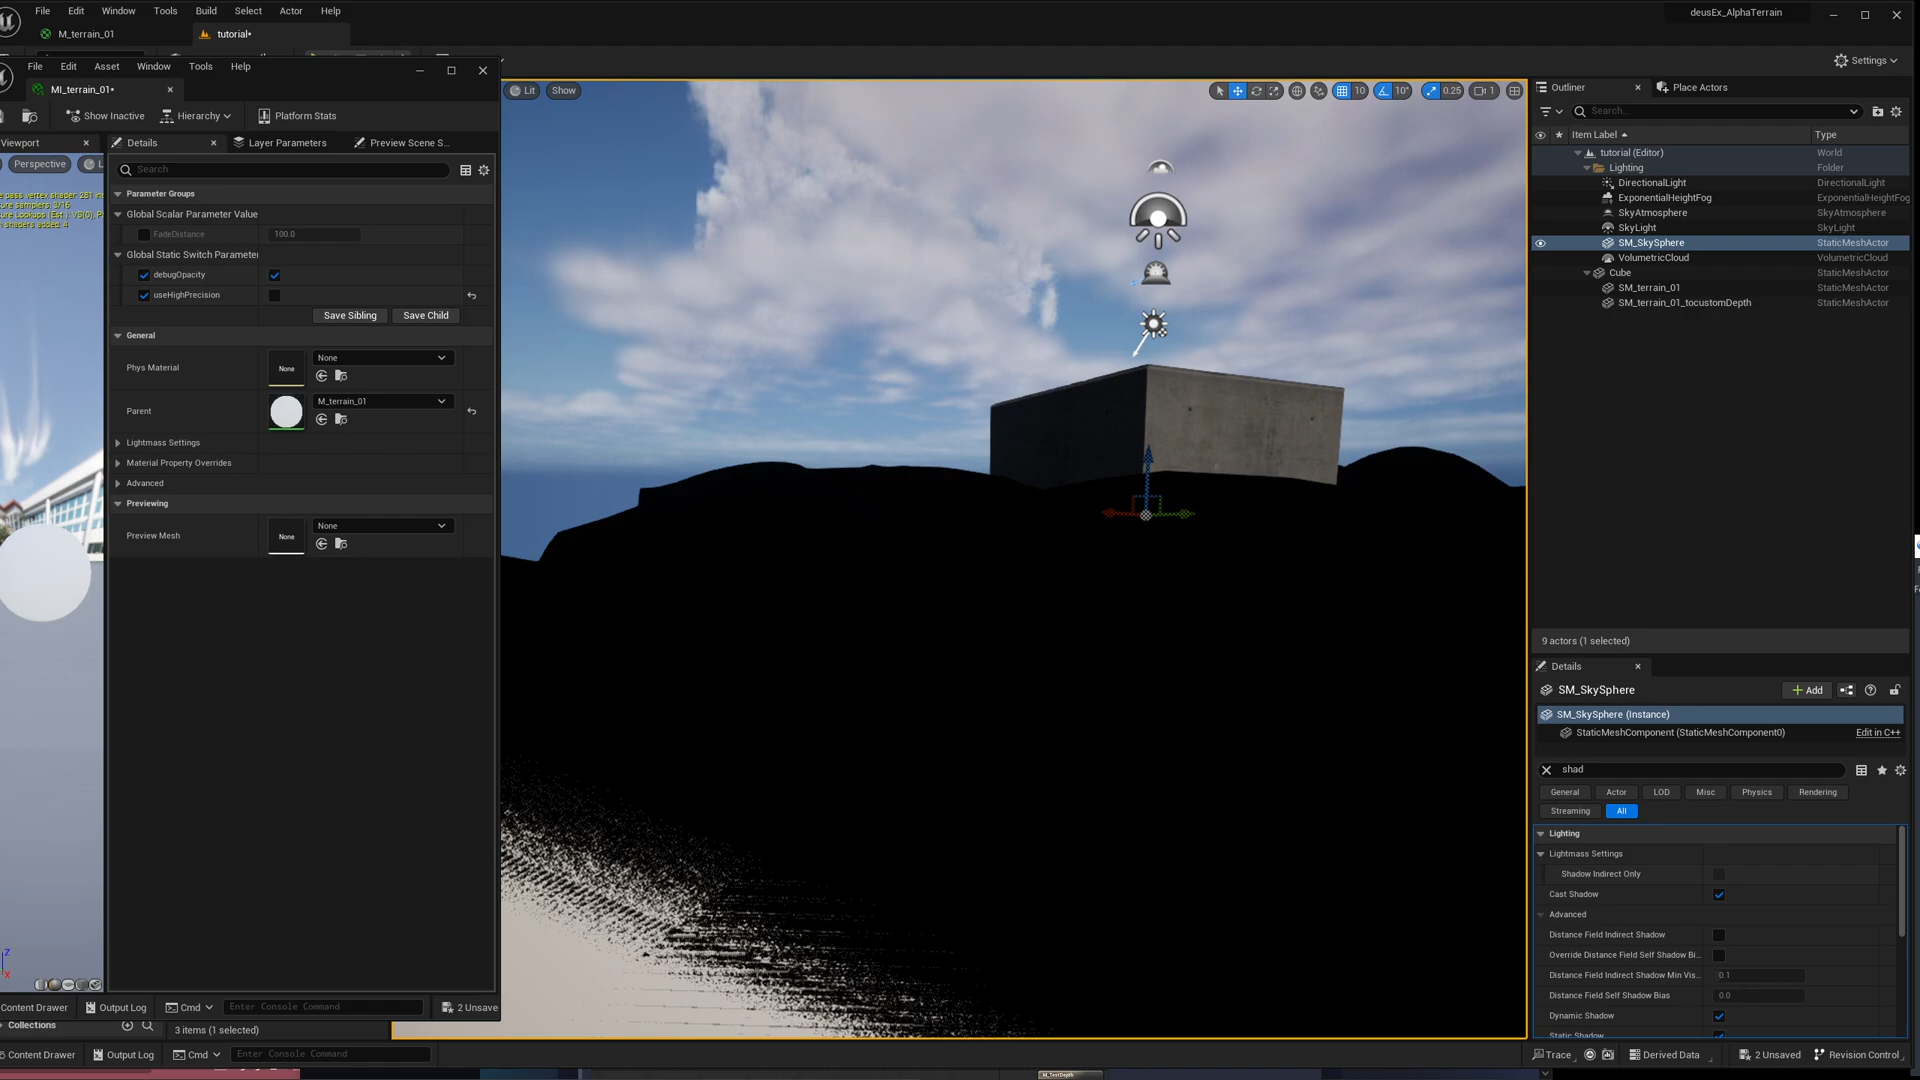 File Edit Window Tools Build Select Actor Help
deusEx_AlphaTerrain
M_terrain_01
tutorial•
Settings
File Edit Asset Window Tools Help
MI_terrain_01•
Show Inactive Hierarchy Platform Stats
Viewport
Details Layer Parameters Preview Scene S...
Perspective
Search
Parameter Groups
Global Scalar Parameter Value
FadeDistance 100.0
Global Static Switch Parameter
debugOpacity
useHighPrecision
Save Sibling Save Child
General
Phys Material None None
Parent M_terrain_01
Lightmass Settings
Material Property Overrides
Advanced
Previewing
Preview Mesh None None
Content Drawer Output Log Cmd Enter Console Command 2 Unsave
Collections 3 items (1 selected)
Content Drawer Output Log Cmd Enter Console Command
Lit Show 10 10° 0.25 1
Outliner Place Actors
Search...
Item Label Type
tutorial (Editor) World
Lighting Folder
DirectionalLight DirectionalLight
ExponentialHeightFog ExponentialHeightFog
SkyAtmosphere SkyAtmosphere
SkyLight SkyLight
SM_SkySphere StaticMeshActor
VolumetricCloud VolumetricCloud
Cube StaticMeshActor
SM_terrain_01 StaticMeshActor
SM_terrain_01_tocustomDepth StaticMeshActor
9 actors (1 selected)
Details
SM_SkySphere Add
SM_SkySphere (Instance)
StaticMeshComponent (StaticMeshComponent0) Edit in C++
shad
General Actor LOD Misc Physics Rendering
Streaming All
Lighting
Lightmass Settings
Shadow Indirect Only
Cast Shadow
Advanced
Distance Field Indirect Shadow
Override Distance Field Self Shadow Bi...
Distance Field Indirect Shadow Min Vis... 0.1
Distance Field Self Shadow Bias 0.0
Dynamic Shadow
Static Shadow
Trace Derived Data 2 Unsaved Revision Control
M_TestDepth